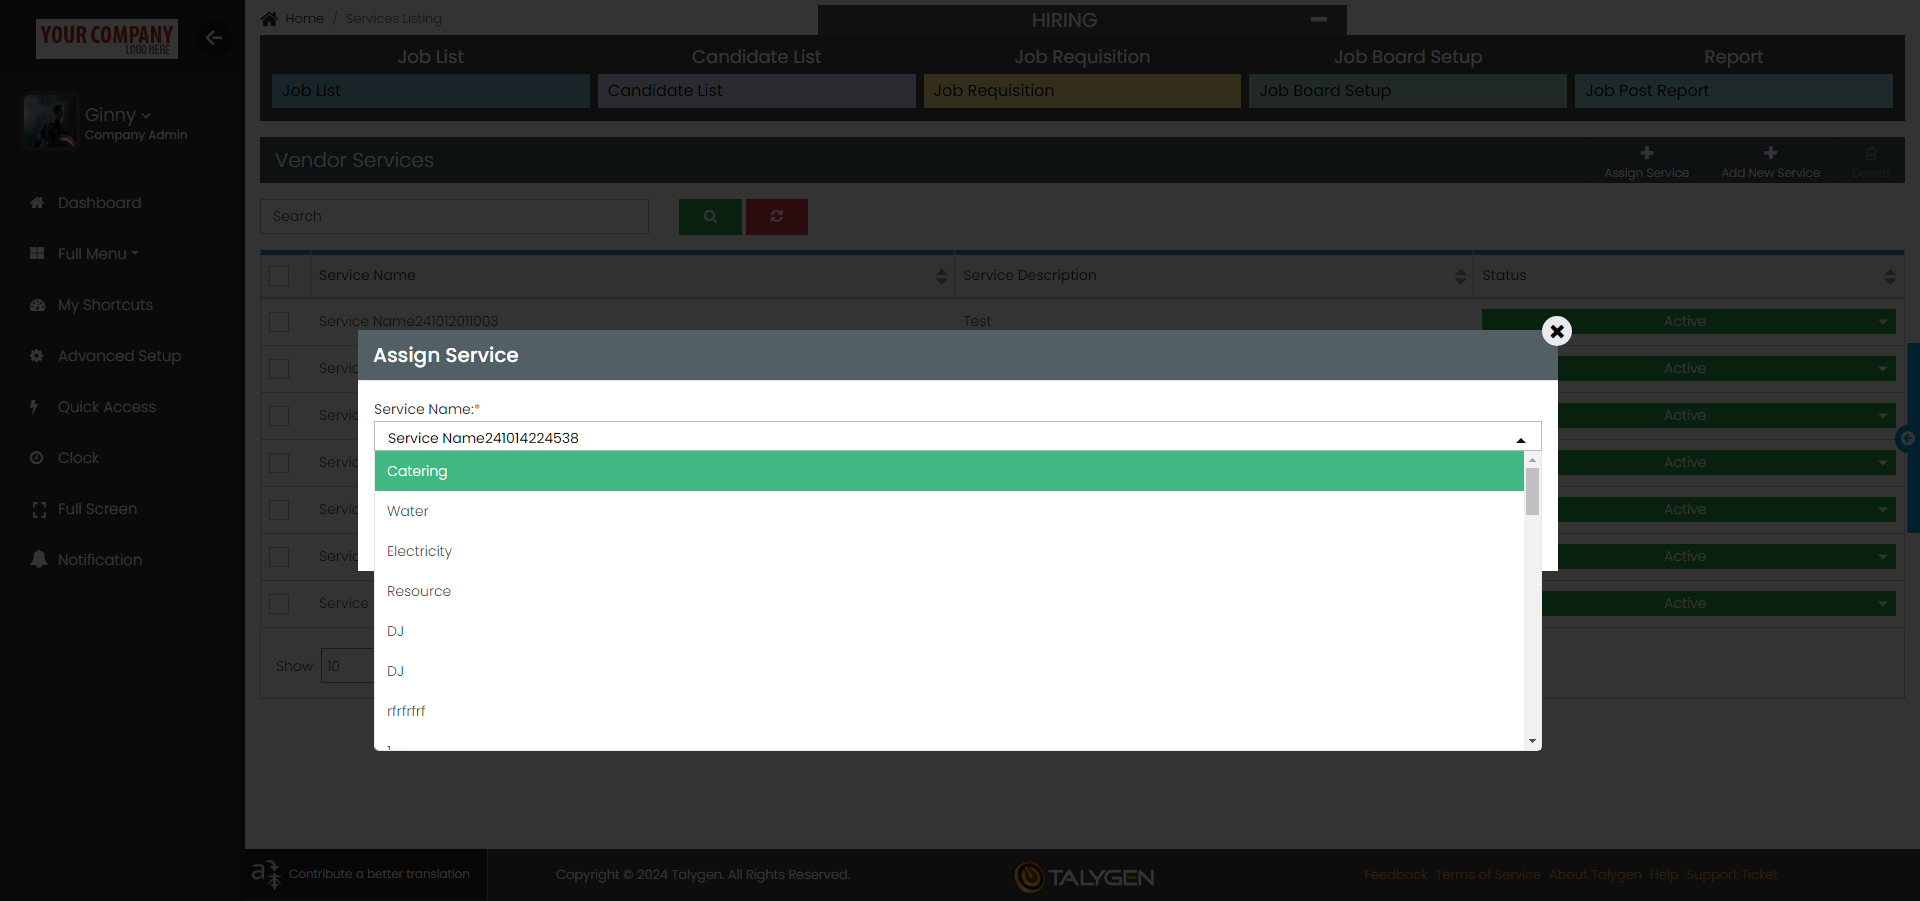 YOUR COMPANY
LOGO HERE
Home / Services Listing
HIRING
Job List
Candidate List
Job Requisition
Job Board Setup
Report
Job List
Candidate List
Job Requisition
Job Board Setup
Job Post Report
Ginny
Company Admin
Vendor Services
Assign Service
Add New Service
Delete
Dashboard
Full Menu
My Shortcuts
Advanced Setup
Quick Access
Clock
Full Screen
Notification
Search
Service Name
Service Description
Status
Service Name241012011003
Test
Active
Assign Service
Service Name:*
Service Name241014224538
Catering
Water
Electricity
Resource
DJ
DJ
rfrfrfrf
Active
Active
Active
Active
Active
Service
Active
Show 10
Contribute a better translation
Copyright © 2024 Talygen. All Rights Reserved.
TALYGEN
Feedback Terms of Service About Talygen Help Support Ticket